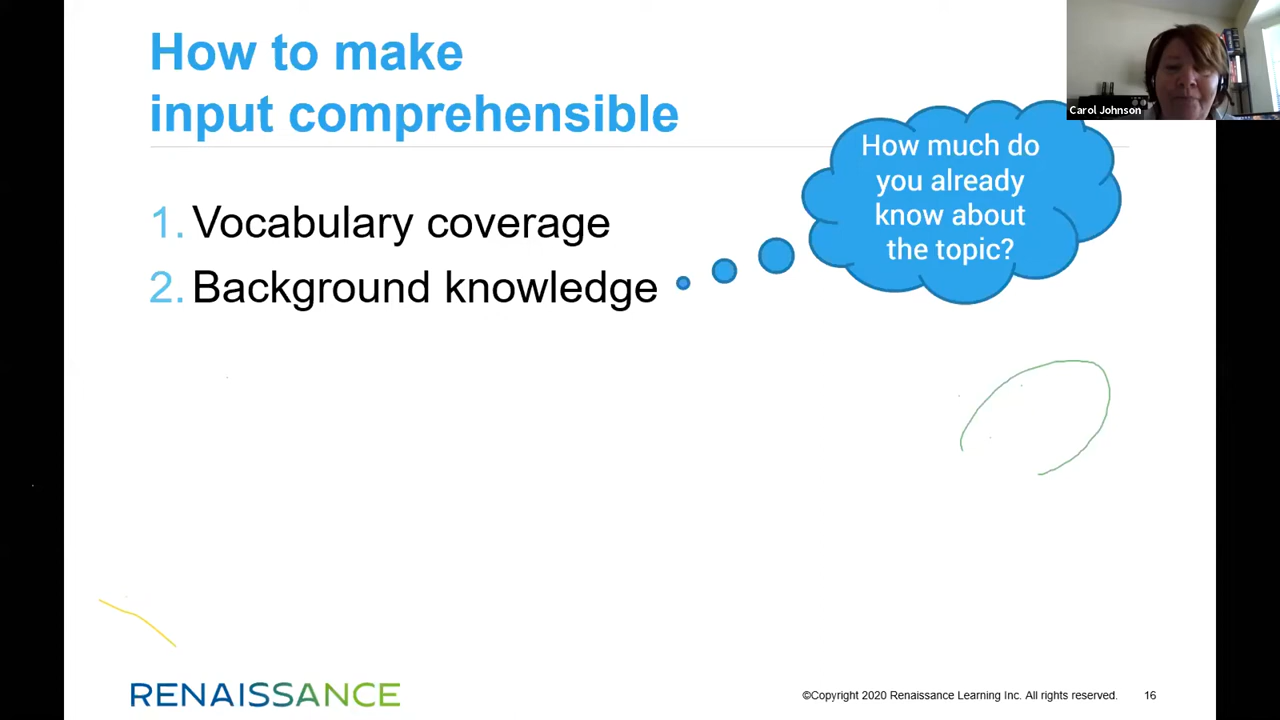 How to make
input comprehensible
Carol Johnson
How much do
you already
know about
the topic?
1. Vocabulary coverage
2. Background knowledge
RENAISSANCE
©Copyright 2020 Renaissance Learning Inc. All rights reserved.
16